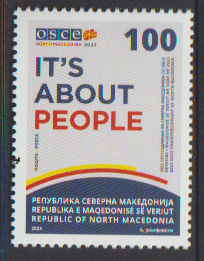 OSCE
NORTH MACEDONIA 2023
100
IT'S
ABOUT
PEOPLE
ПОШТА · POSTA
РЕПУБЛИКА СЕВЕРНА МАКЕДОНИЈА
REPUBLIKA E MAQEDONISË SË VERIUT
REPUBLIC OF NORTH MACEDONIA
2023